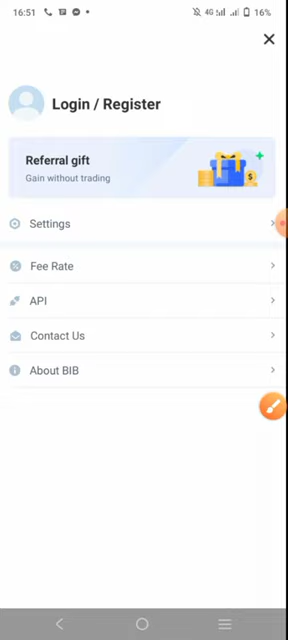 16:51
4G
16%
Login / Register
Referral gift
Gain without trading
Settings
Fee Rate
API
Contact Us
About BIB